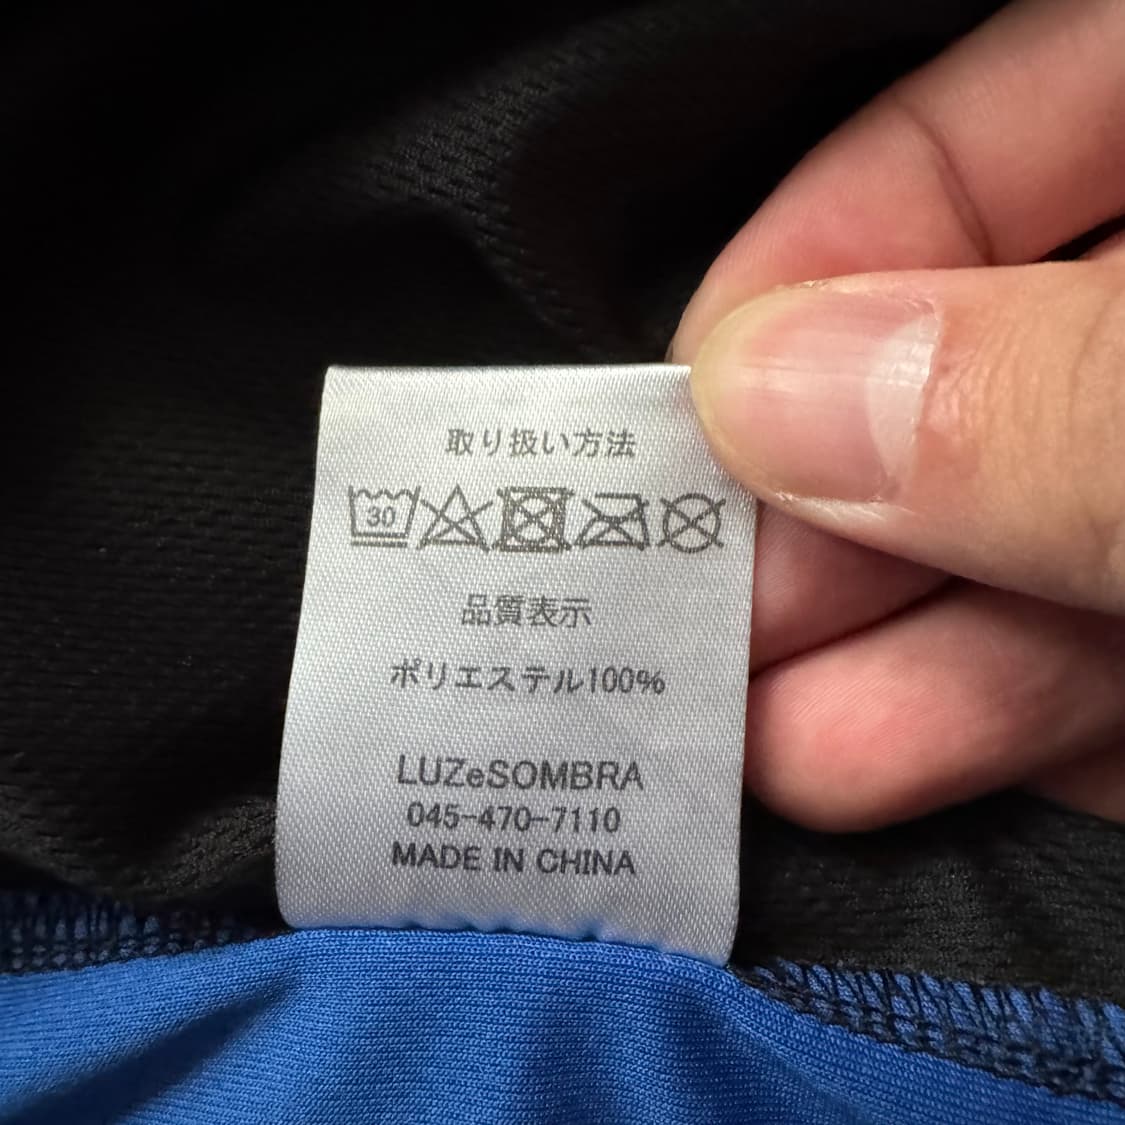 取り扱い方法
30
品質表示
ポリエステル100%
LUZeSOMBRA
045-470-7110
MADE IN CHINA